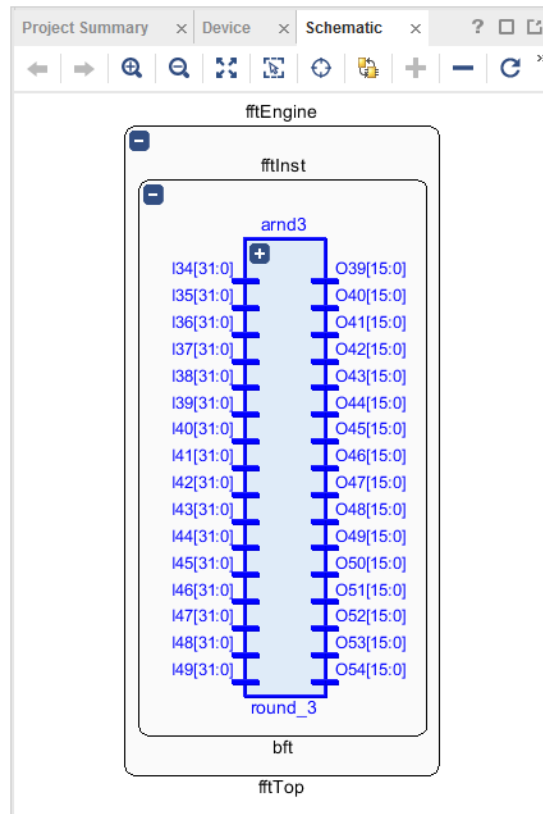 Project Summary × Device × Schematic × ?
»
fftEngine
fftInst
arnd3
I34[31:0] O39[15:0]
I35[31:0] O40[15:0]
I36[31:0] O41[15:0]
I37[31:0] O42[15:0]
I38[31:0] O43[15:0]
I39[31:0] O44[15:0]
I40[31:0] O45[15:0]
I41[31:0] O46[15:0]
I42[31:0] O47[15:0]
I43[31:0] O48[15:0]
I44[31:0] O49[15:0]
I45[31:0] O50[15:0]
I46[31:0] O51[15:0]
I47[31:0] O52[15:0]
I48[31:0] O53[15:0]
I49[31:0] O54[15:0]
round_3
bft
fftTop